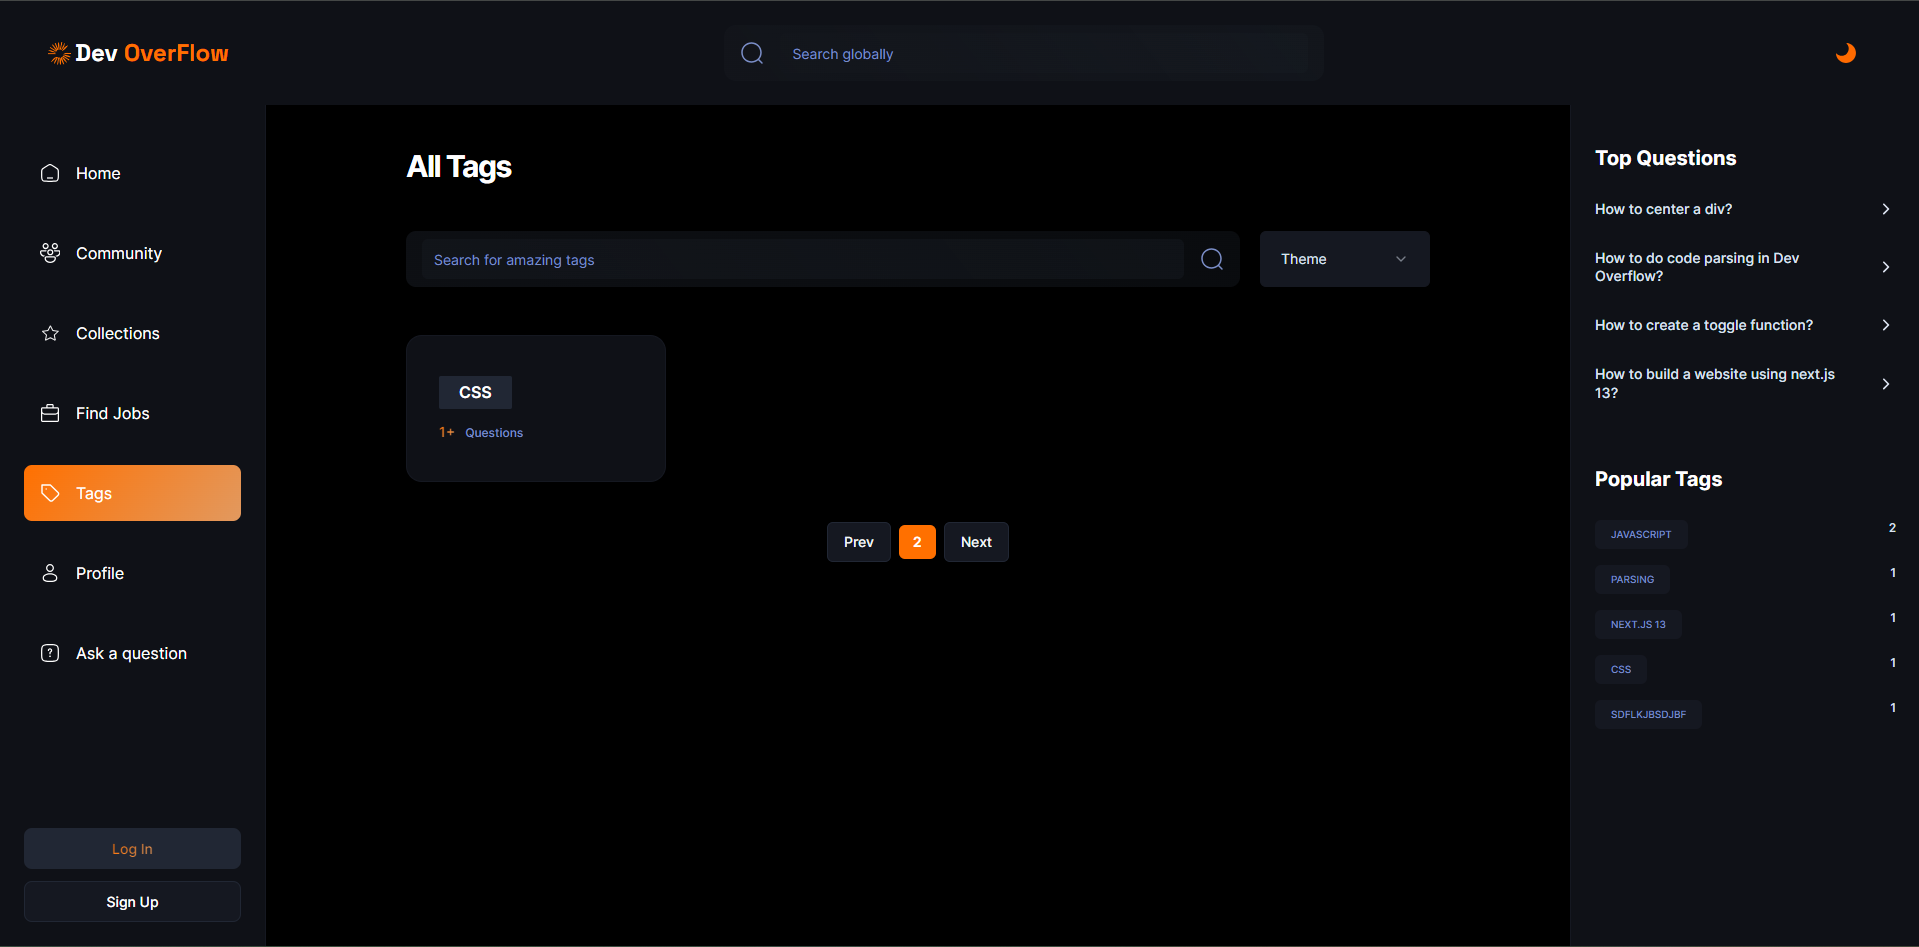 Dev OverFlow
Search globally
Home
Community
Collections
Find Jobs
Tags
Profile
Ask a question
Log In
Sign Up
All Tags
Search for amazing tags
Theme
CSS
1+ Questions
Prev 2 Next
Top Questions
How to center a div?
How to do code parsing in Dev
Overflow?
How to create a toggle function?
How to build a website using next.js
13?
Popular Tags
JAVASCRIPT 2
PARSING 1
NEXT.JS 13 1
CSS 1
SDFLKJBSDJBF 1